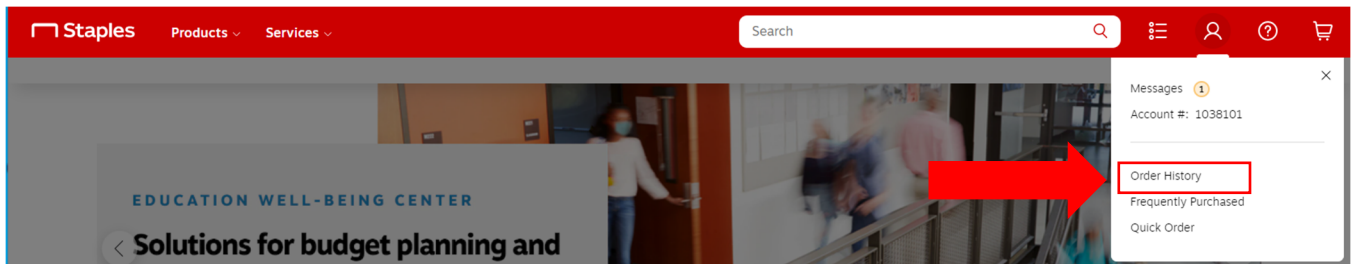 Staples
Products
Services
Search
Messages 1
Account #: 1038101
Order History
Frequently Purchased
Quick Order
EDUCATION WELL-BEING CENTER
Solutions for budget planning and